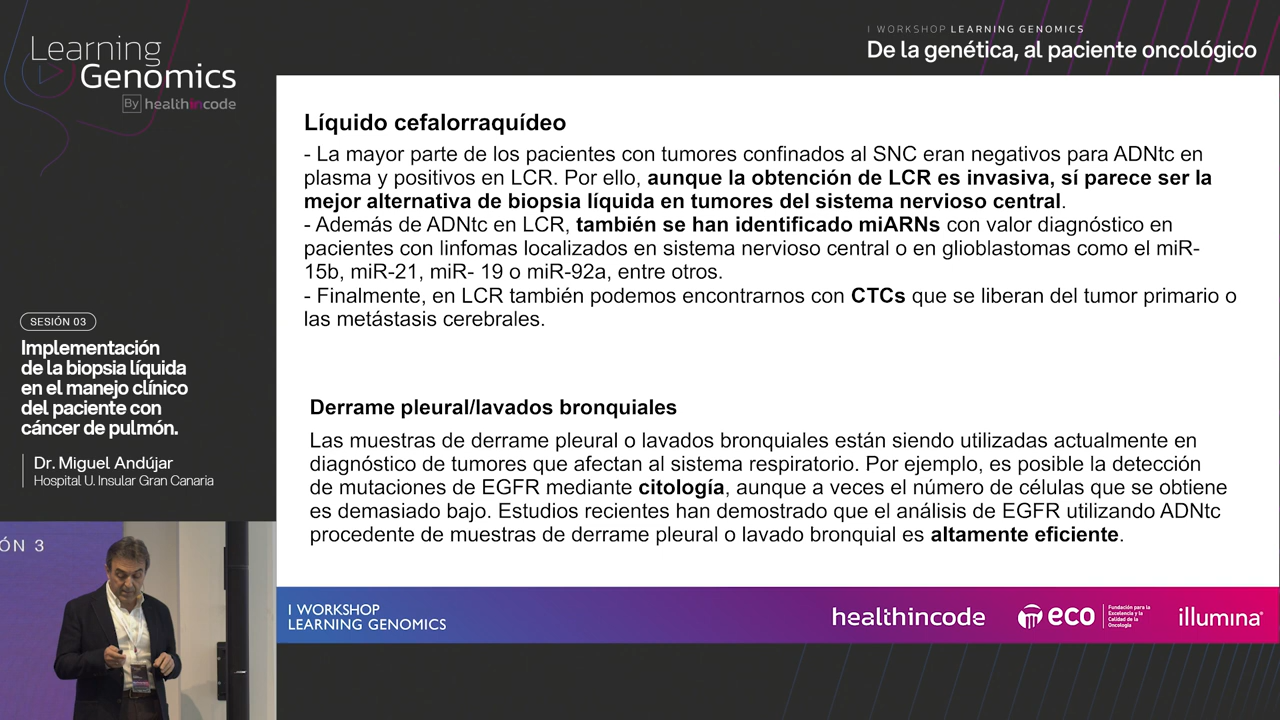 Learning
Genomics
By healthincode
I WORKSHOP LEARNING GENOMICS
De la genética, al paciente oncológico
Líquido cefalorraquídeo
- La mayor parte de los pacientes con tumores confinados al SNC eran negativos para ADNtc en
plasma y positivos en LCR. Por ello, aunque la obtención de LCR es invasiva, sí parece ser la
mejor alternativa de biopsia líquida en tumores del sistema nervioso central.
- Además de ADNtc en LCR, también se han identificado miARNs con valor diagnóstico en
pacientes con linfomas localizados en sistema nervioso central o en glioblastomas como el miR-
15b, miR-21, miR- 19 o miR-92a, entre otros.
- Finalmente, en LCR también podemos encontrarnos con CTCs que se liberan del tumor primario o
las metástasis cerebrales.
Derrame pleural/lavados bronquiales
Las muestras de derrame pleural o lavados bronquiales están siendo utilizadas actualmente en
diagnóstico de tumores que afectan al sistema respiratorio. Por ejemplo, es posible la detección
de mutaciones de EGFR mediante citología, aunque a veces el número de células que se obtiene
es demasiado bajo. Estudios recientes han demostrado que el análisis de EGFR utilizando ADNtc
procedente de muestras de derrame pleural o lavado bronquial es altamente eficiente.
SESIÓN 03
Implementación
de la biopsia líquida
en el manejo clínico
del paciente con
cáncer de pulmón.
Dr. Miguel Andújar
Hospital U. Insular Gran Canaria
ÓN 3
I WORKSHOP
LEARNING GENOMICS
healthincode
eco
Fundación para la
Excelencia y la
Calidad de la
Oncología
illumina®